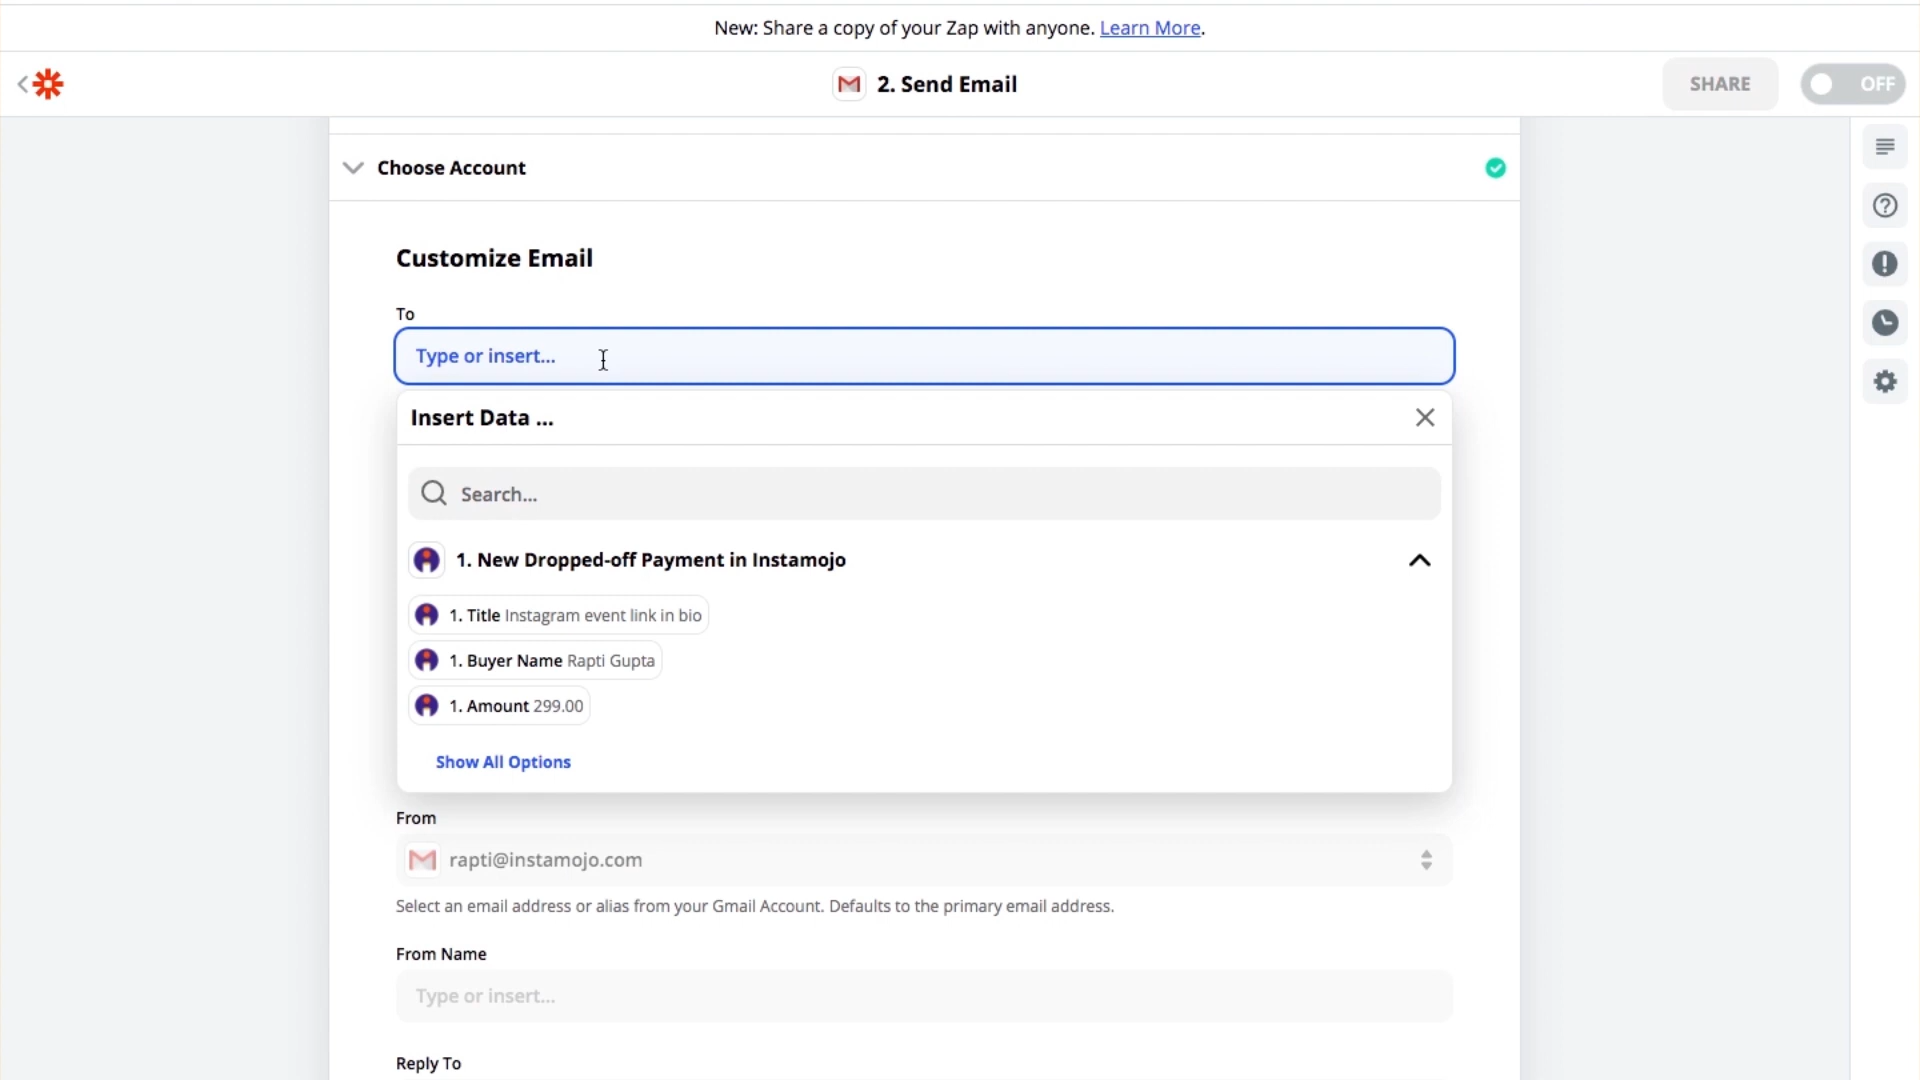 New: Share a copy of your Zap with anyone. Learn More.
2. Send Email
SHARE
OFF
Choose Account
Customize Email
To
Type or insert...
Insert Data ...
Search...
1. New Dropped-off Payment in Instamojo
1. Title Instagram event link in bio
1. Buyer Name Rapti Gupta
1. Amount 299.00
Show All Options
From
rapti@instamojo.com
Select an email address or alias from your Gmail Account. Defaults to the primary email address.
From Name
Type or insert...
Reply To